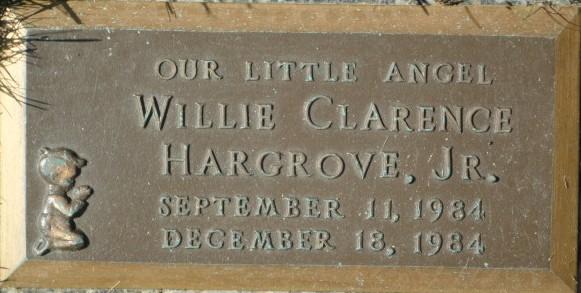 OUR LITTLE ANGEL
WILLIE CLARENCE
HARGROVE, JR.
SEPTEMBER 11, 1984
DECEMBER 18, 1984